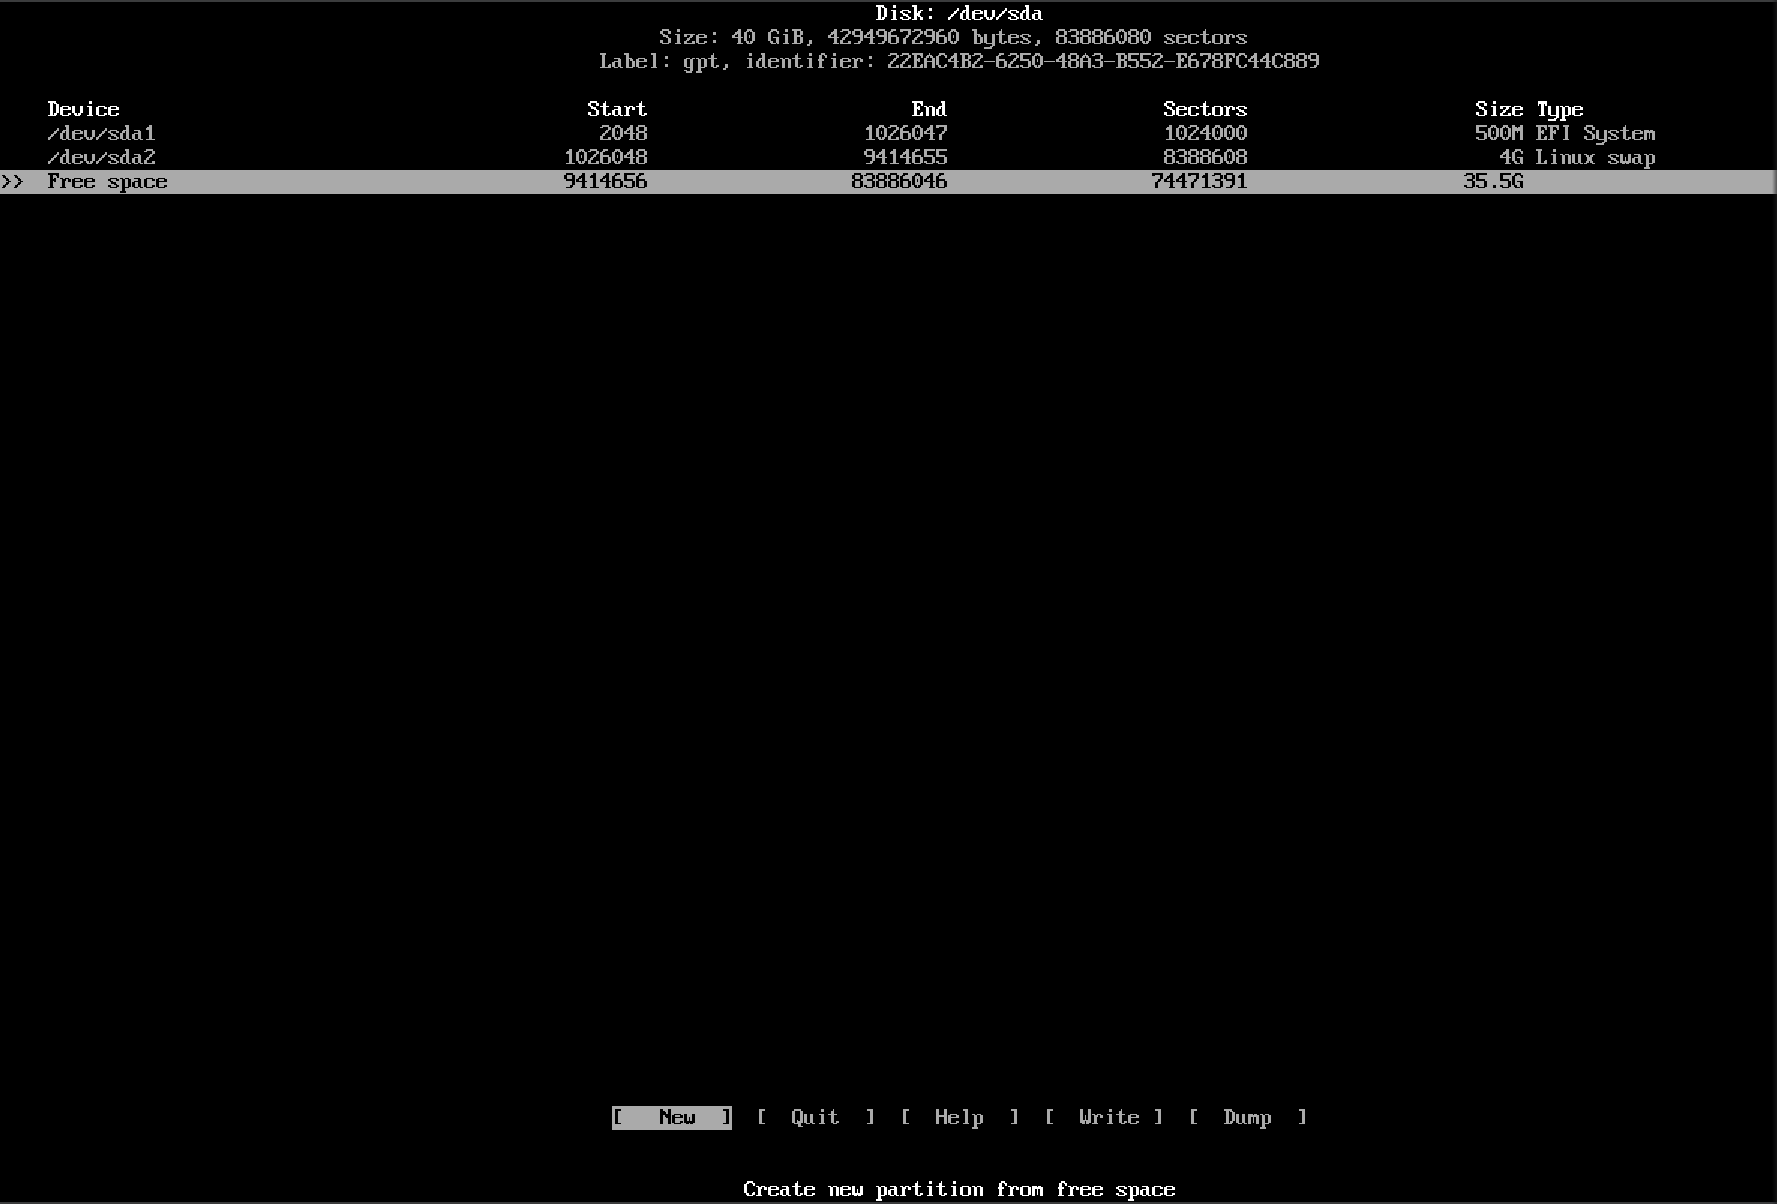 Disk: /dev/sda
Size: 40 GiB, 42949672960 bytes, 83886080 sectors
Label: gpt, identifier: 22EAC4B2-6250-48A3-B552-E678FC44C889
Device Start End Sectors Size Type
/dev/sda1 2048 1026047 1024000 500M EFI System
/dev/sda2 1026048 9414655 8388608 4G Linux swap
>> Free space 9414656 83886046 74471391 35.5G
[ New ] [ Quit ] [ Help ] [ Write ] [ Dump ]
Create new partition from free space